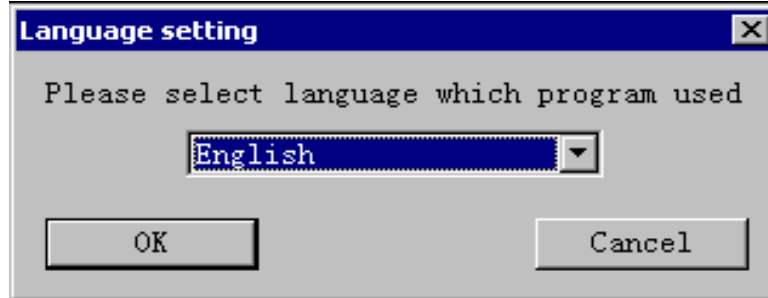 Language setting
Please select language which program used
English
OK
Cancel